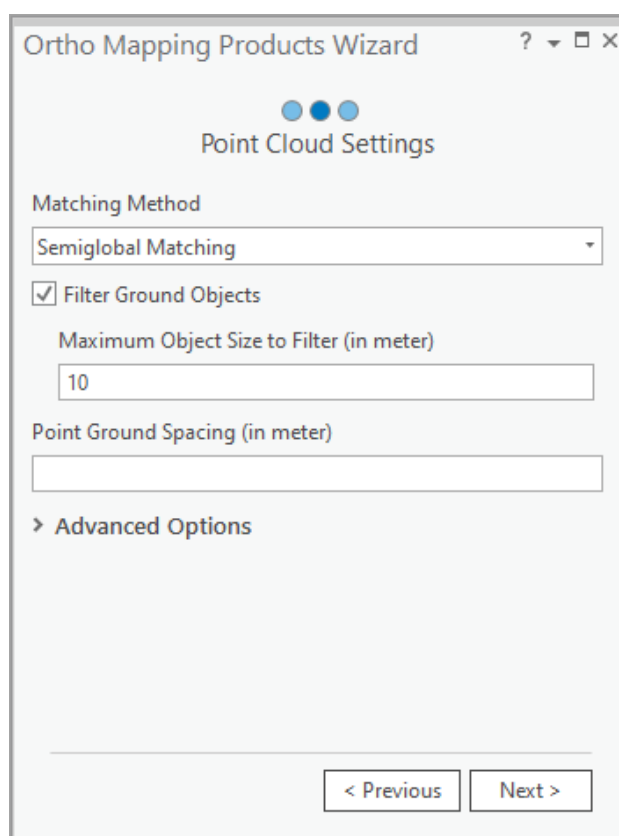 Ortho Mapping Products Wizard ?
Point Cloud Settings
Matching Method
Semiglobal Matching
Filter Ground Objects
Maximum Object Size to Filter (in meter)
10
Point Ground Spacing (in meter)
> Advanced Options
< Previous Next >